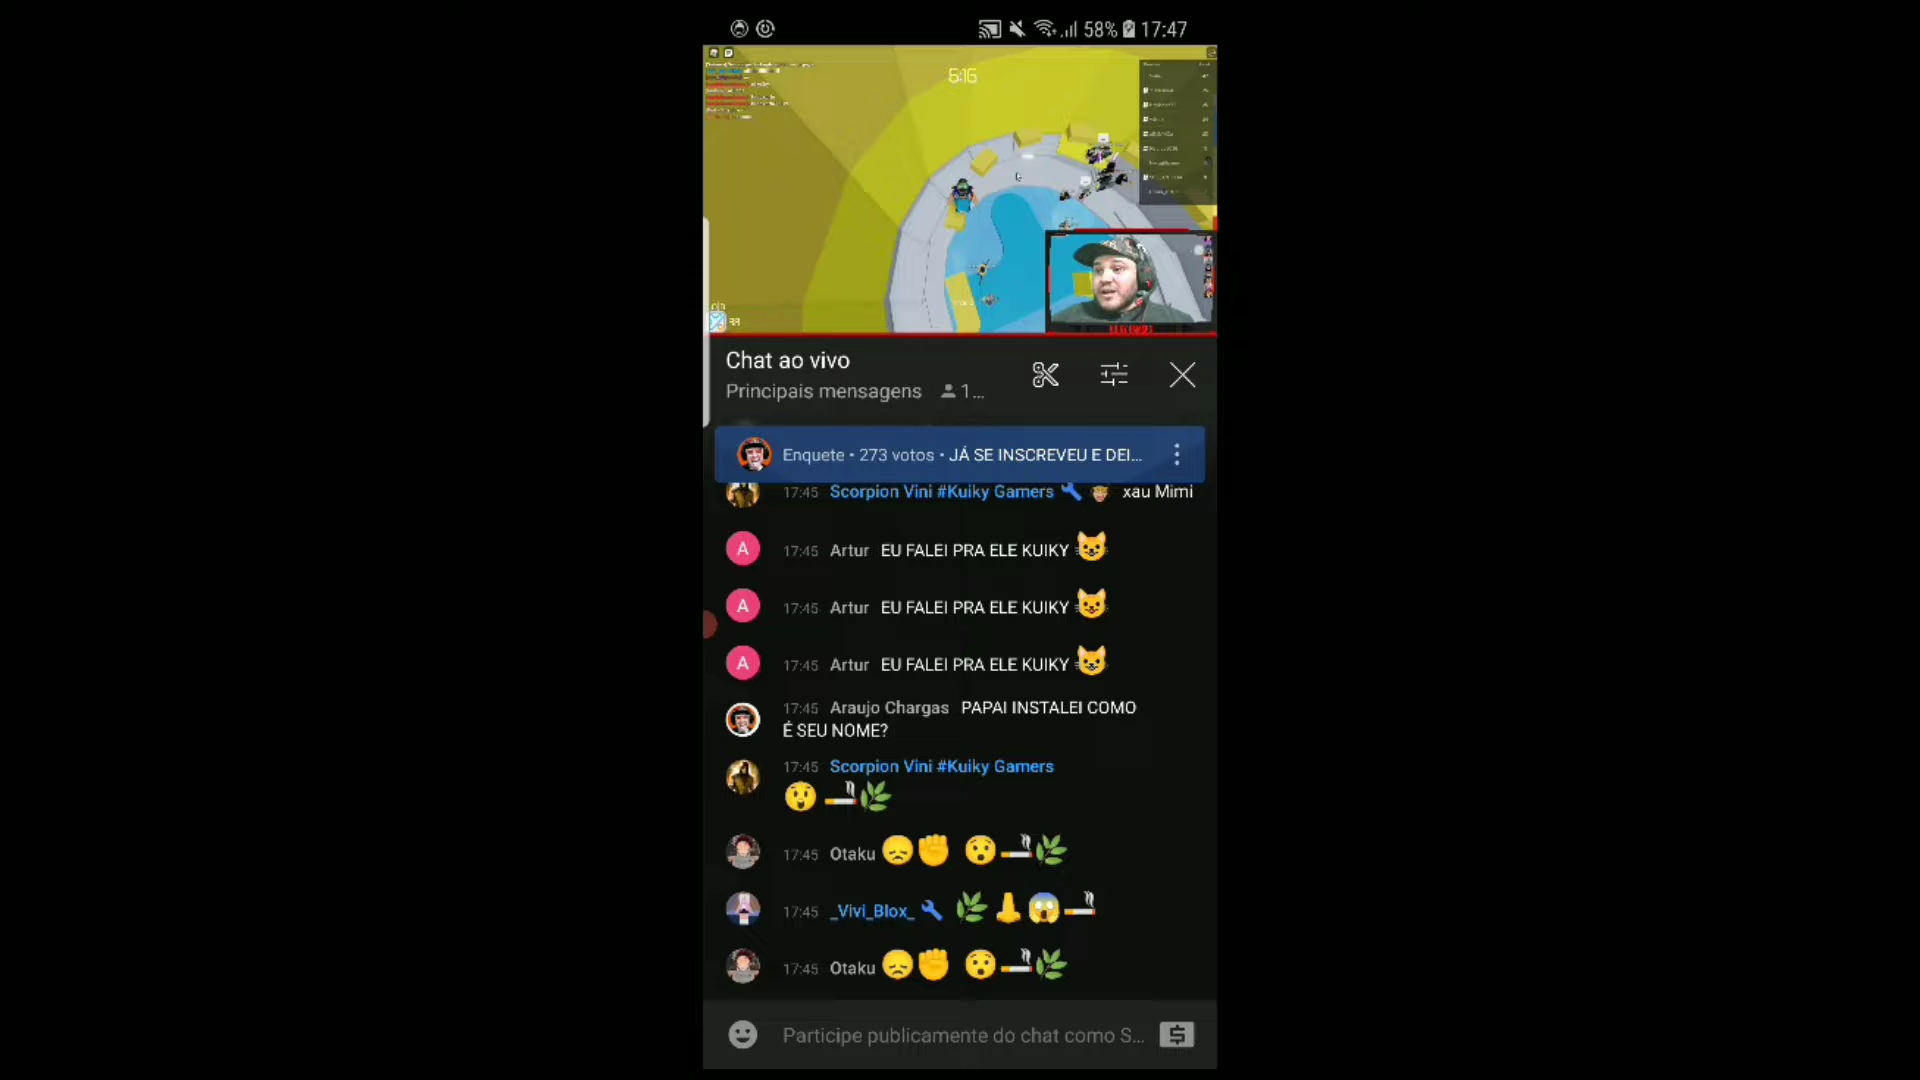 58% 17:47
5:15
Chat ao vivo
Principais mensagens 1...
Enquete • 273 votos • JÁ SE INSCREVEU E DEI...
17:45 Scorpion Vini #Kuiky Gamers xau Mimi
A 17:45 Artur EU FALEI PRA ELE KUIKY
A 17:45 Artur EU FALEI PRA ELE KUIKY
A 17:45 Artur EU FALEI PRA ELE KUIKY
17:45 Araujo Chargas PAPAI INSTALEI COMO
É SEU NOME?
17:45 Scorpion Vini #Kuiky Gamers
17:45 Otaku
17:45 _Vivi_Blox_
17:45 Otaku
Participe publicamente do chat como S...